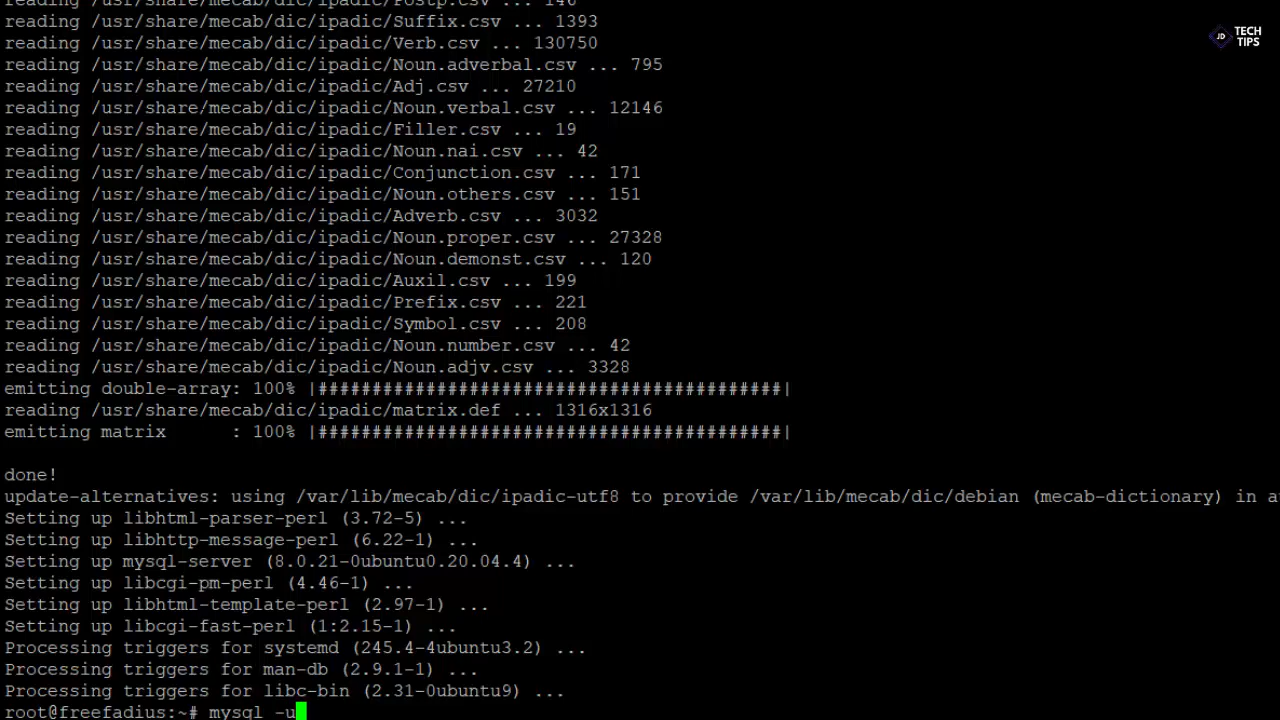 reading /usr/share/mecab/dic/ipadic/Postp.csv ... 146
reading /usr/share/mecab/dic/ipadic/Suffix.csv ... 1393
reading /usr/share/mecab/dic/ipadic/Verb.csv ... 130750
reading /usr/share/mecab/dic/ipadic/Noun.adverbal.csv ... 795
reading /usr/share/mecab/dic/ipadic/Adj.csv ... 27210
reading /usr/share/mecab/dic/ipadic/Noun.verbal.csv ... 12146
reading /usr/share/mecab/dic/ipadic/Filler.csv ... 19
reading /usr/share/mecab/dic/ipadic/Noun.nai.csv ... 42
reading /usr/share/mecab/dic/ipadic/Conjunction.csv ... 171
reading /usr/share/mecab/dic/ipadic/Noun.others.csv ... 151
reading /usr/share/mecab/dic/ipadic/Adverb.csv ... 3032
reading /usr/share/mecab/dic/ipadic/Noun.proper.csv ... 27328
reading /usr/share/mecab/dic/ipadic/Noun.demonst.csv ... 120
reading /usr/share/mecab/dic/ipadic/Auxil.csv ... 199
reading /usr/share/mecab/dic/ipadic/Prefix.csv ... 221
reading /usr/share/mecab/dic/ipadic/Symbol.csv ... 208
reading /usr/share/mecab/dic/ipadic/Noun.number.csv ... 42
reading /usr/share/mecab/dic/ipadic/Noun.adjv.csv ... 3328
emitting double-array: 100% |###########################################|
reading /usr/share/mecab/dic/ipadic/matrix.def ... 1316x1316
emitting matrix      : 100% |###########################################|
done!
update-alternatives: using /var/lib/mecab/dic/ipadic-utf8 to provide /var/lib/mecab/dic/debian (mecab-dictionary) in au
Setting up libhtml-parser-perl (3.72-5) ...
Setting up libhttp-message-perl (6.22-1) ...
Setting up mysql-server (8.0.21-0ubuntu0.20.04.4) ...
Setting up libcgi-pm-perl (4.46-1) ...
Setting up libhtml-template-perl (2.97-1) ...
Setting up libcgi-fast-perl (1:2.15-1) ...
Processing triggers for systemd (245.4-4ubuntu3.2) ...
Processing triggers for man-db (2.9.1-1) ...
Processing triggers for libc-bin (2.31-0ubuntu9) ...
root@freefadius:~# mysql -u
JD
TECH
TIPS